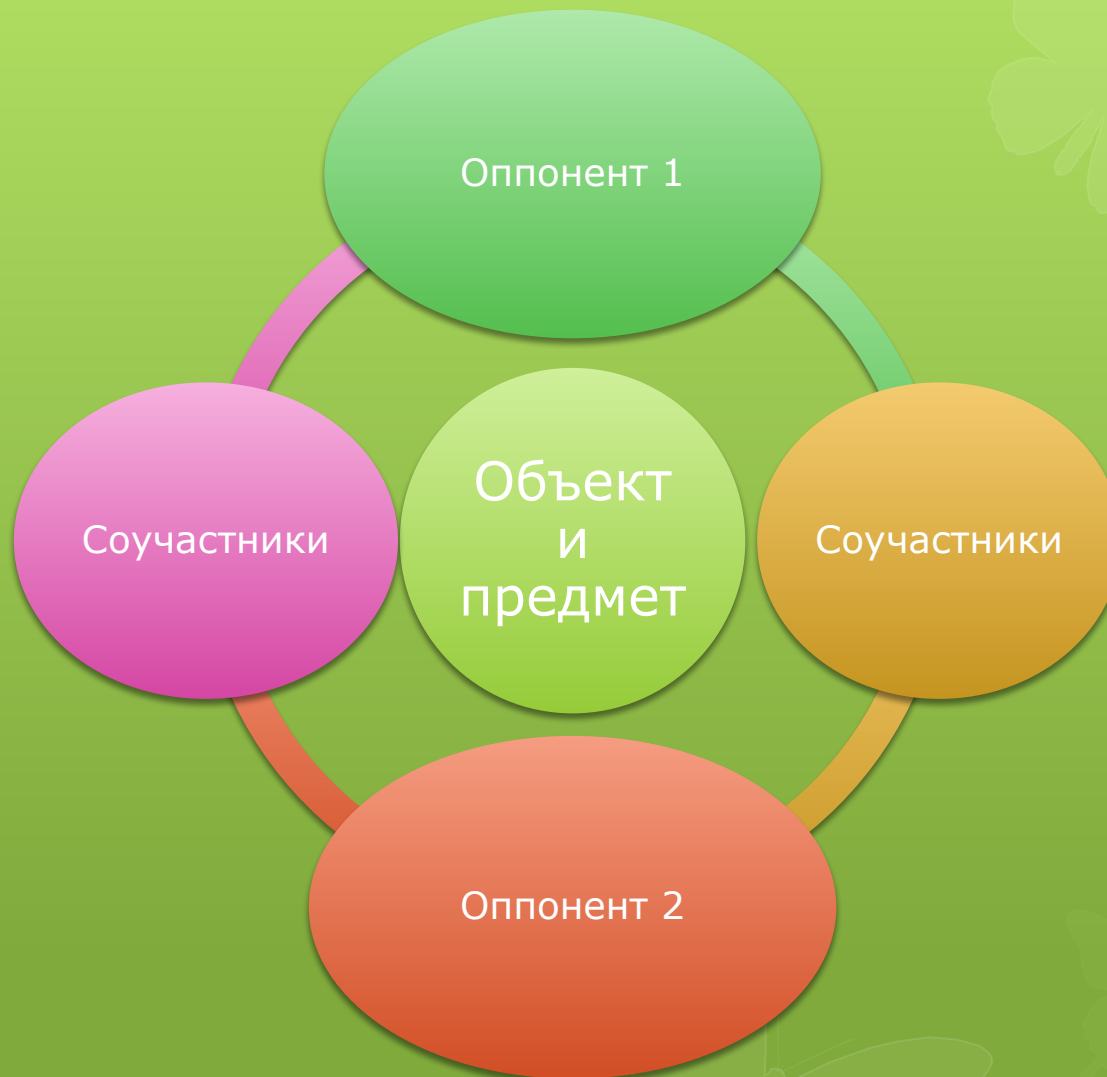 Оппонент 1
Соучастники
Объект
и
предмет
Соучастники
Оппонент 2